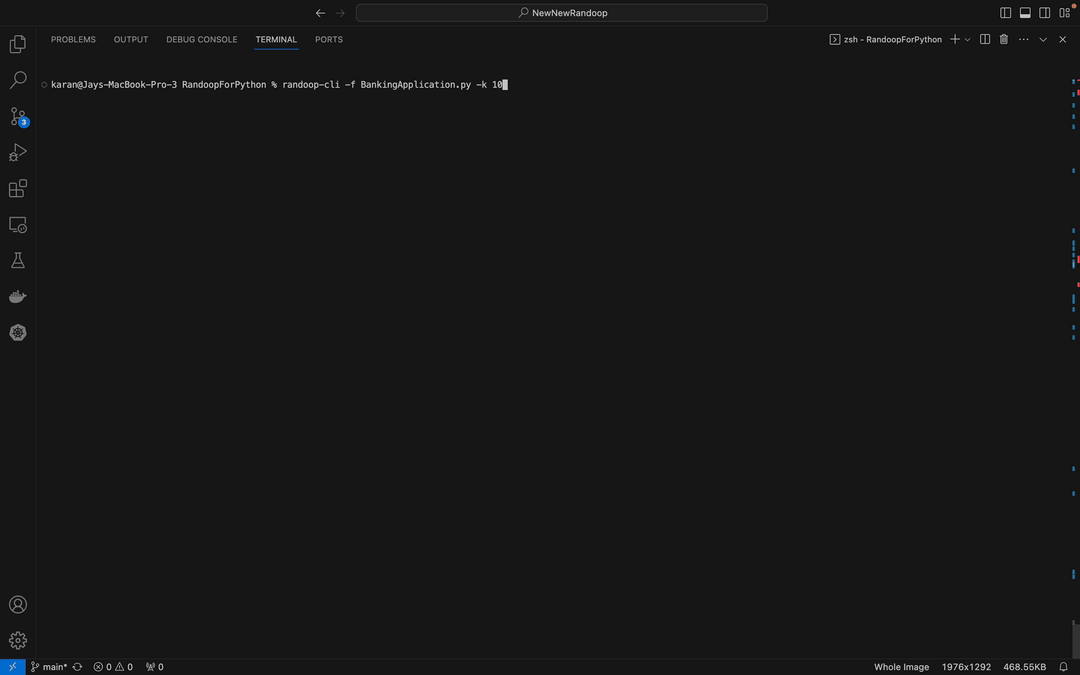 NewNewRandoop
PROBLEMS OUTPUT DEBUG CONSOLE TERMINAL PORTS zsh - RandoopForPython
karan@Jays-MacBook-Pro-3 RandoopForPython % randoop-cli -f BankingApplication.py -k 10
3
main* 0 0 0 Whole Image 1976x1292 468.55KB